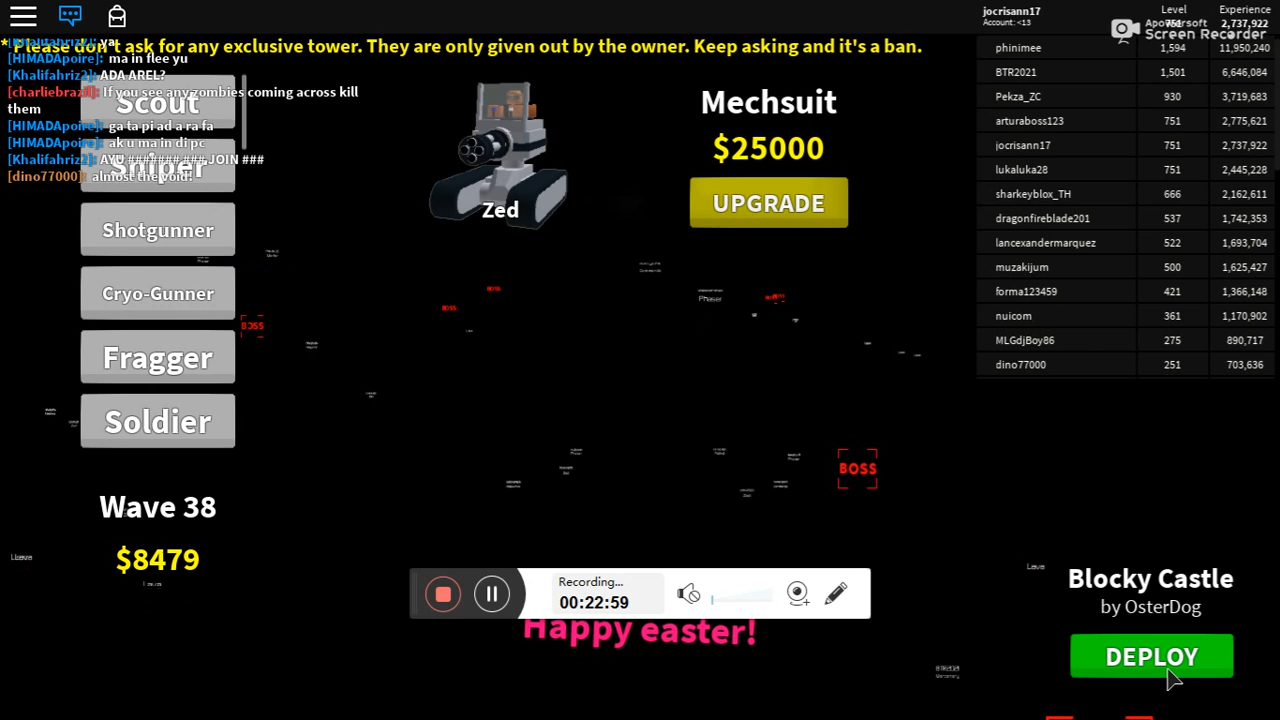 jocrisann17
Account: <13
Level
751
Experience
2,737,922
Apowersoft
Screen Recorder
* Please don't ask for any exclusive tower. They are only given out by the owner. Keep asking and it's a ban.
[Khalifahriz2]: ya
[HIMADApoire]: ma in flee yu
[Khalifahriz2]: ADA AREL?
If you see any zombies coming across kill
them
[HIMADApoire]: ga ta pi ad a ra fa
[HIMADApoire]: ak u ma in di pc
[Khalifahriz2]: AYU ####### ### JOIN ###
[dino77000]: almost the void!
Scout
Sniper
Shotgunner
Cryo-Gunner
Fragger
Soldier
Wave 38
$8479
Zed
Mechsuit
$25000
UPGRADE
phinimee 1,594 11,950,240
BTR2021 1,501 6,646,084
Pekza_ZC 930 3,719,683
arturaboss123 751 2,775,621
jocrisann17 751 2,737,922
lukaluka28 751 2,445,228
sharkeyblox_TH 666 2,162,611
dragonfireblade201 537 1,742,353
lancexandermarquez 522 1,693,704
muzakijum 500 1,625,427
forma123459 421 1,366,148
nuicom 361 1,170,902
MLGdjBoy86 275 890,717
dino77000 251 703,636
BOSS
BOSS
BOSS
Phaser
BOSS
BOSS
Recording...
00:22:59
Happy easter!
Blocky Castle
by OsterDog
DEPLOY